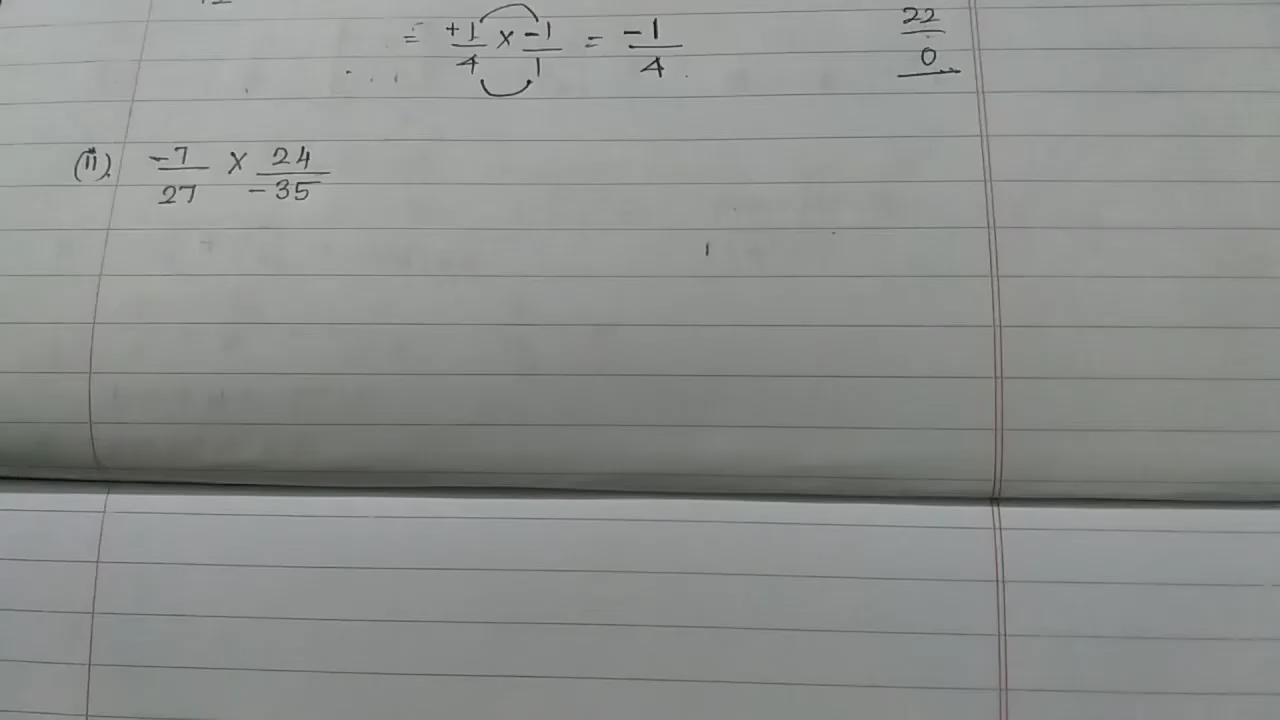 = +1/4 × -1/1 = -1/4
22
0
(ii). -7/27 × 24/-35